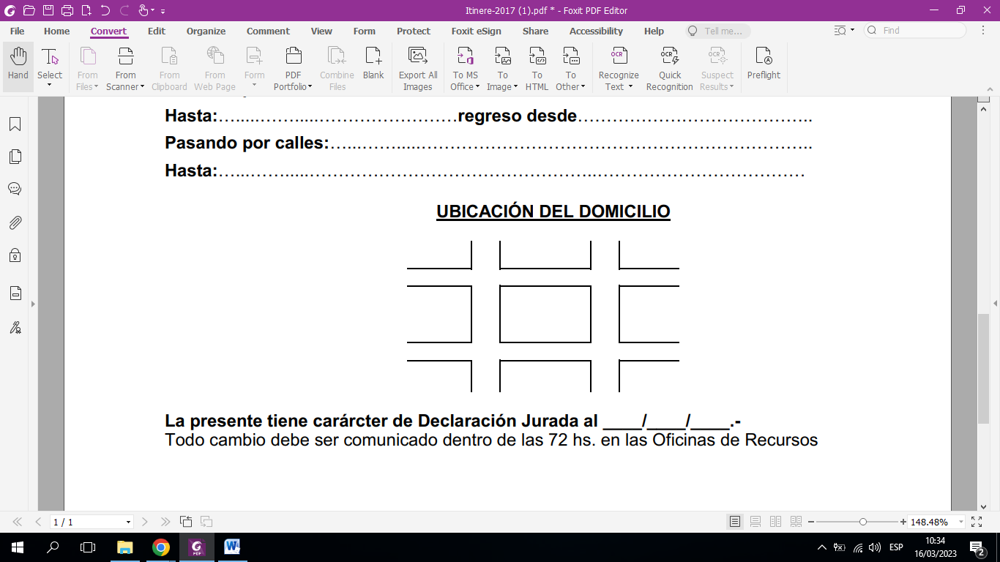 Itinere-2017 (1).pdf * - Foxit PDF Editor
File Home Convert Edit Organize Comment View Form Protect Foxit eSign Share Accessibility Help Tell me... Find
Hand Select From Files From Scanner From Clipboard From Web Page Form PDF Portfolio Combine Files Blank Export All Images To MS Office To Image To HTML To Other Recognize Text Quick Recognition Suspect Results Preflight
Hasta:…....……....……………………regreso desde…………………………………..
Pasando por calles:…...…….....…………………………………………………………..
Hasta:…...…….....…………………………………………..………………………………
UBICACIÓN DEL DOMICILIO
La presente tiene carárcter de Declaración Jurada al ____/____/____.-
Todo cambio debe ser comunicado dentro de las 72 hs. en las Oficinas de Recursos
1 / 1 148.48%
ESP 10:34
16/03/2023 2